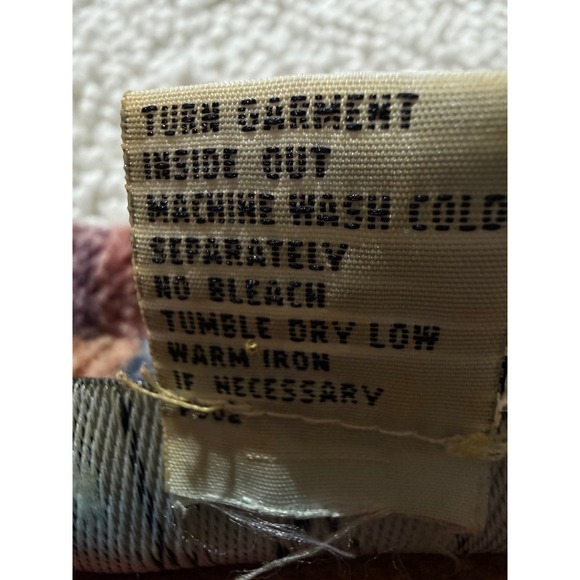 TURN GARMENT
INSIDE OUT
MACHINE WASH COLD
SEPARATELY
NO BLEACH
TUMBLE DRY LOW
WARM IRON
IF NECESSARY